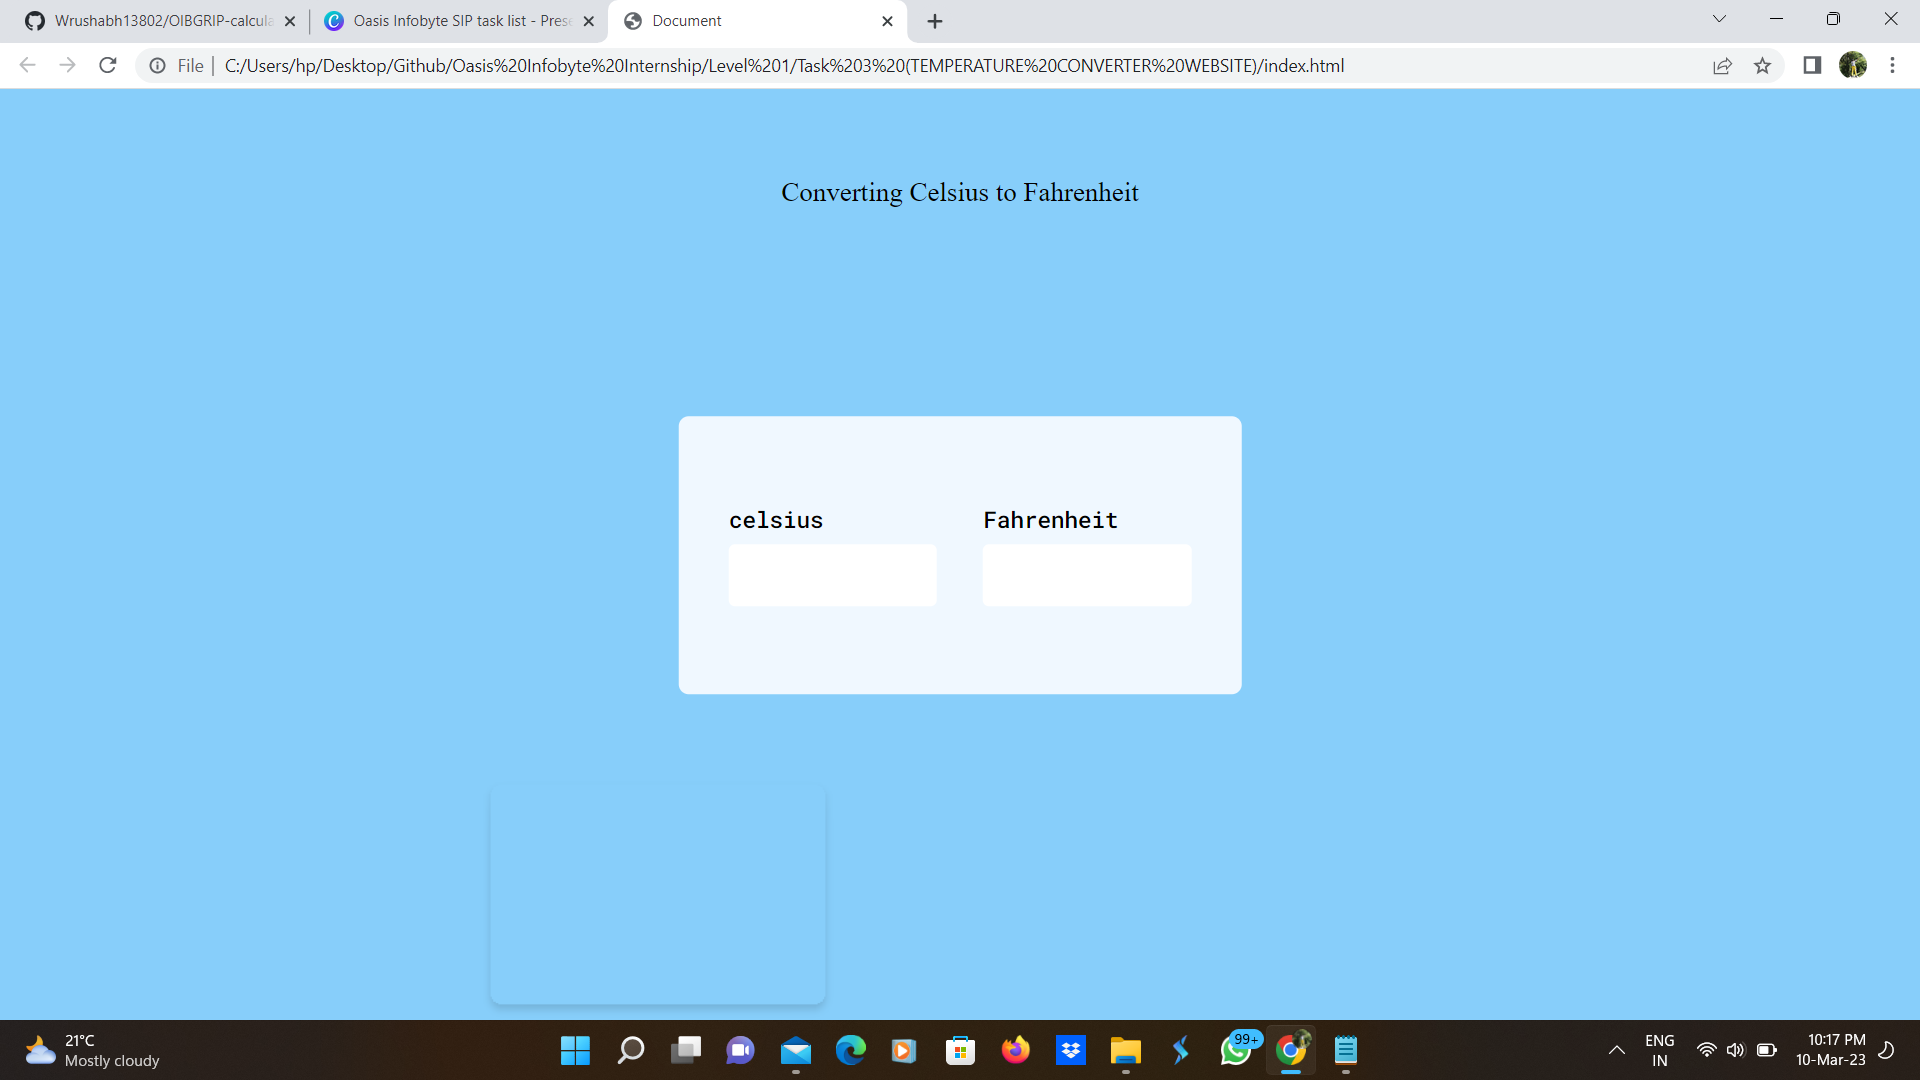 Wrushabh13802/OIBGRIP-calcula
Oasis Infobyte SIP task list - Prese
Document
File
C:/Users/hp/Desktop/Github/Oasis%20Infobyte%20Internship/Level%201/Task%203%20(TEMPERATURE%20CONVERTER%20WEBSITE)/index.html
Converting Celsius to Fahrenheit
celsius
Fahrenheit
21°C
Mostly cloudy
99+
ENG
IN
10:17 PM
10-Mar-23